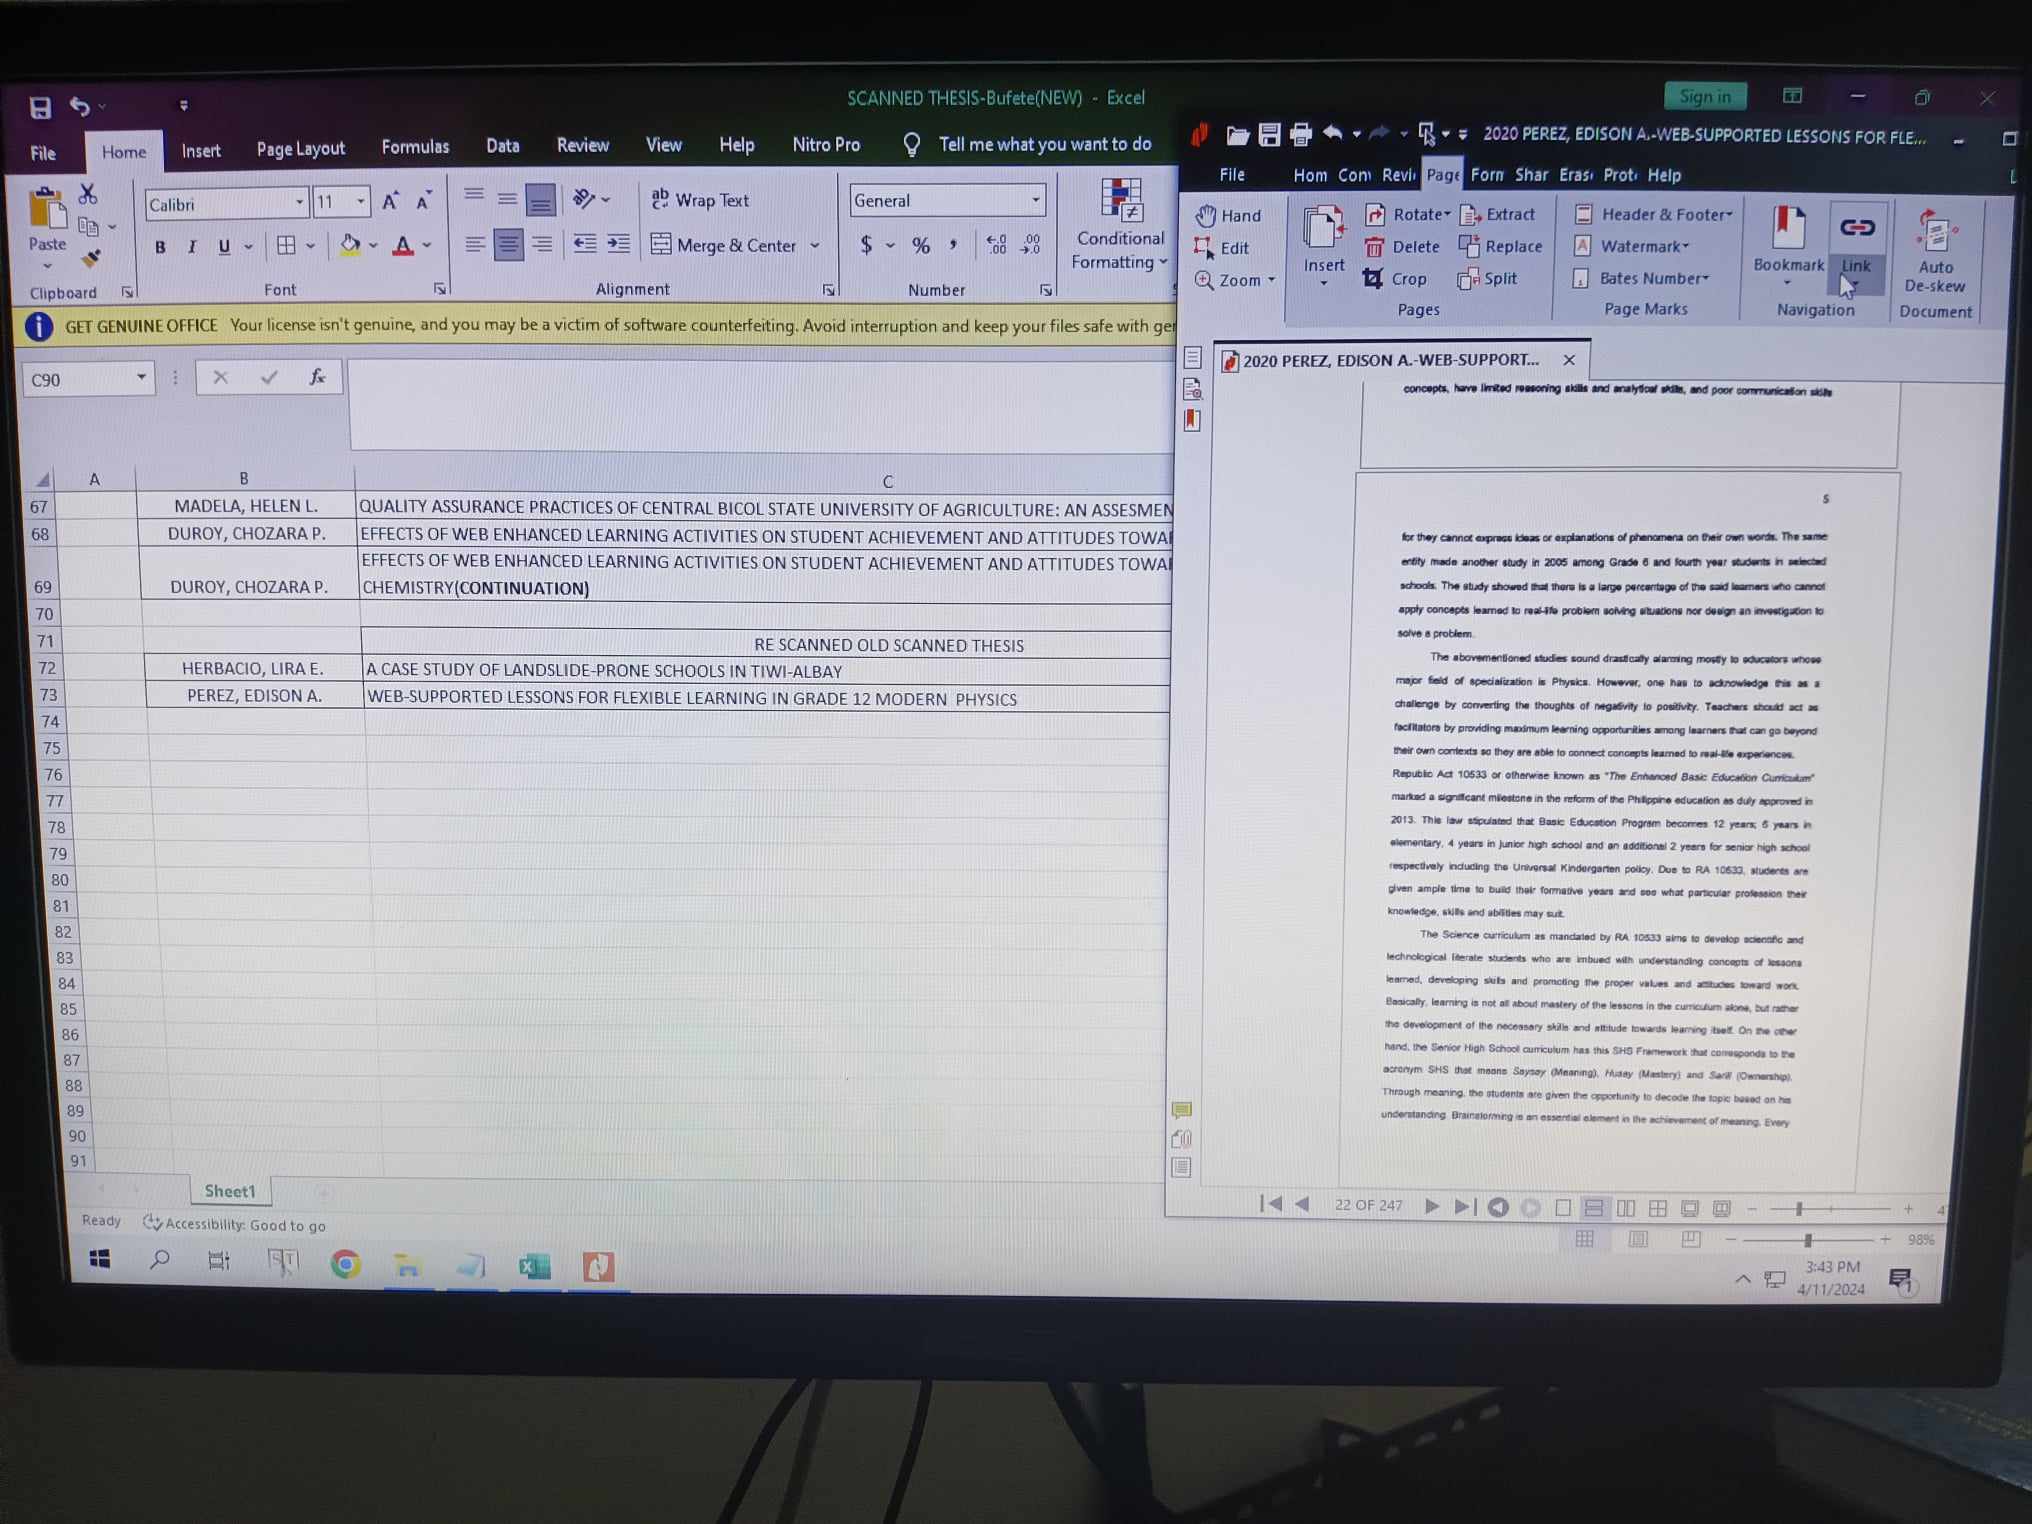 SCANNED THESIS-Bufete(NEW) - Excel
Sign in
File Home Insert Page Layout Formulas Data Review View Help Nitro Pro Tell me what you want to do
Paste
Clipboard
Calibri 11
B I U
Font
Wrap Text
Merge & Center
Alignment
General
$ % ,
Number
Conditional
Formatting
GET GENUINE OFFICE Your license isn't genuine, and you may be a victim of software counterfeiting. Avoid interruption and keep your files safe with ger
C90
fx
A B C
67 MADELA, HELEN L. QUALITY ASSURANCE PRACTICES OF CENTRAL BICOL STATE UNIVERSITY OF AGRICULTURE: AN ASSESMEN
68 DUROY, CHOZARA P. EFFECTS OF WEB ENHANCED LEARNING ACTIVITIES ON STUDENT ACHIEVEMENT AND ATTITUDES TOWA
EFFECTS OF WEB ENHANCED LEARNING ACTIVITIES ON STUDENT ACHIEVEMENT AND ATTITUDES TOWA
69 DUROY, CHOZARA P. CHEMISTRY(CONTINUATION)
70
71 RE SCANNED OLD SCANNED THESIS
72 HERBACIO, LIRA E. A CASE STUDY OF LANDSLIDE-PRONE SCHOOLS IN TIWI-ALBAY
73 PEREZ, EDISON A. WEB-SUPPORTED LESSONS FOR FLEXIBLE LEARNING IN GRADE 12 MODERN PHYSICS
74
75
76
77
78
79
80
81
82
83
84
85
86
87
88
89
90
91
Sheet1
Ready Accessibility: Good to go
2020 PEREZ, EDISON A.-WEB-SUPPORTED LESSONS FOR FLE...
File Hom Con Revi Page Form Shar Eras Prot Help
Hand
Edit
Zoom
Insert
Rotate Extract
Delete Replace
Crop Split
Pages
Header & Footer
Watermark
Bates Number
Page Marks
Bookmark Link
Navigation
Auto
De-skew
Document
2020 PEREZ, EDISON A.-WEB-SUPPORT...
concepts, have limited reasoning skills and analytical skills, and poor communication skills
5
for they cannot express ideas or explanations of phenomena on their own words. The same
entity made another study in 2005 among Grade 6 and fourth year students in selected
schools. The study showed that there is a large percentage of the said learners who cannot
apply concepts learned to real-life problem solving situations nor design an investigation to
solve a problem.
The abovementioned studies sound drastically alarming mostly to educators whose
major field of specialization is Physics. However, one has to acknowledge this as a
challenge by converting the thoughts of negativity to positivity. Teachers should act as
facilitators by providing maximum learning opportunities among learners that can go beyond
their own contexts so they are able to connect concepts learned to real-life experiences.
Republic Act 10533 or otherwise known as "The Enhanced Basic Education Curriculum"
marked a significant milestone in the reform of the Philippine education as duly approved in
2013. This law stipulated that Basic Education Program becomes 12 years; 6 years in
elementary, 4 years in junior high school and an additional 2 years for senior high school
respectively including the Universal Kindergarten policy. Due to RA 10533, students are
given ample time to build their formative years and see what particular profession their
knowledge, skills and abilities may suit.
The Science curriculum as mandated by RA 10533 aims to develop scientific and
technological literate students who are imbued with understanding concepts of lessons
learned, developing skills and promoting the proper values and attitudes toward work.
Basically, learning is not all about mastery of the lessons in the curriculum alone, but rather
the development of the necessary skills and attitude towards learning itself. On the other
hand, the Senior High School curriculum has this SHS Framework that corresponds to the
acronym SHS that means Saysay (Meaning), Husay (Mastery) and Sarili (Ownership).
Through meaning, the students are given the opportunity to decode the topic based on his
understanding. Brainstorming is an essential element in the achievement of meaning. Every
22 OF 247
98%
3:43 PM
4/11/2024
1